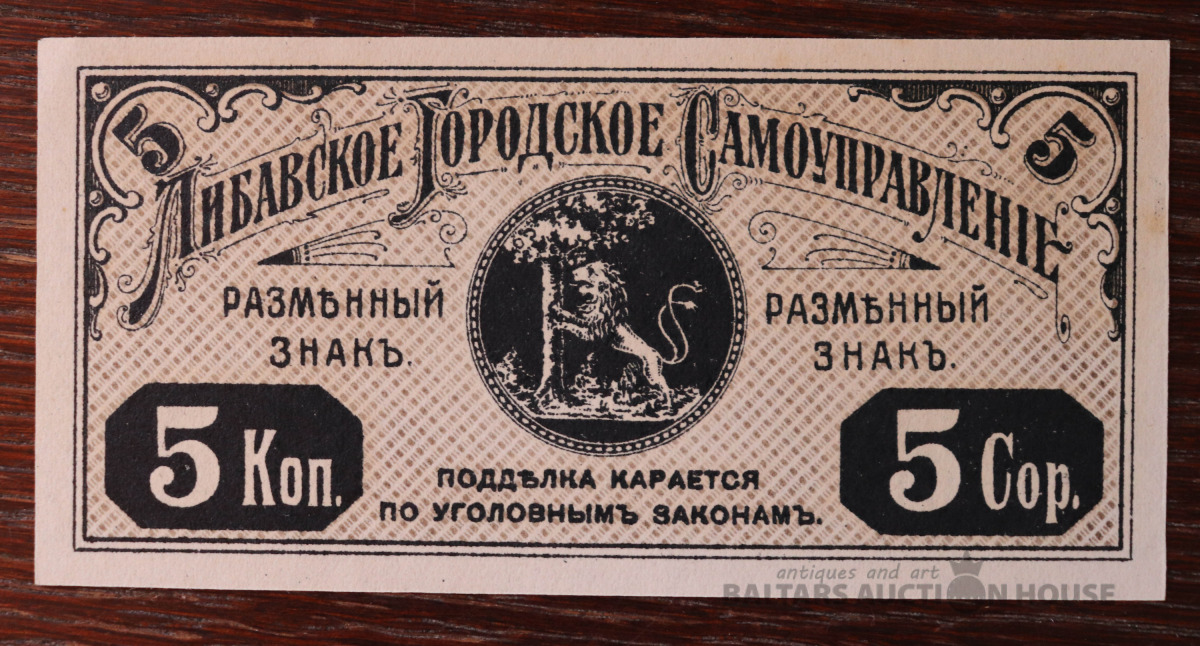 5 5
Либавское Городское Самоуправленіе
РАЗМѢННЫЙ
ЗНАКЪ.
РАЗМѢННЫЙ
ЗНАКЪ.
5 Коп.
ПОДДѢЛКА КАРАЕТСЯ
ПО УГОЛОВНЫМЪ ЗАКОНАМЪ.
5 Cop.
antiques and art
BALTARS AUCTION HOUSE